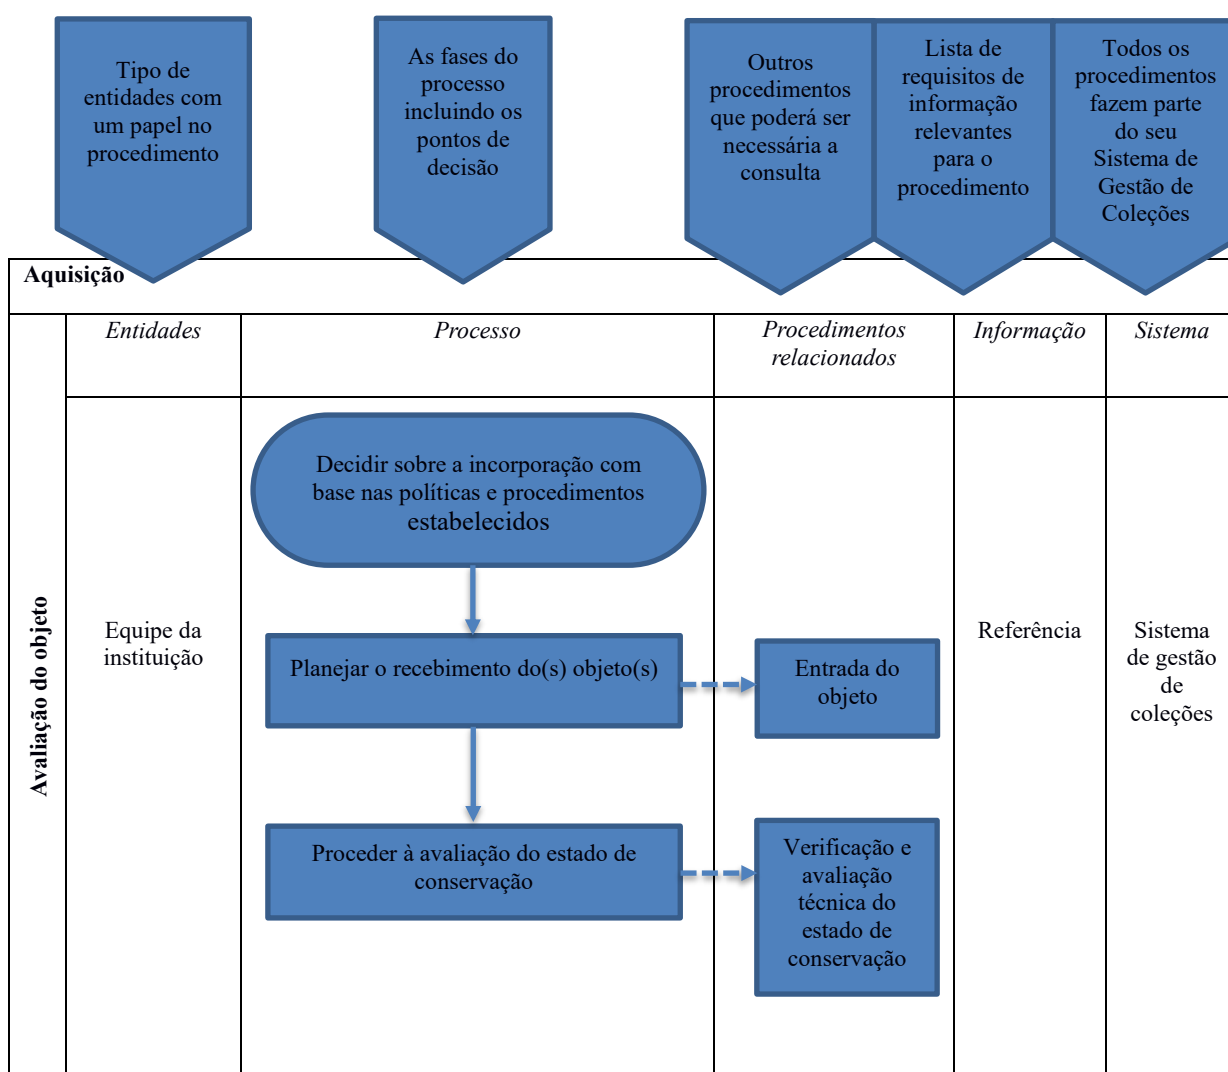 Tipo de
entidades com
um papel no
procedimento
As fases do
processo
incluindo os
pontos de
decisão
Outros
procedimentos
que poderá ser
necessária a
consulta
Lista de
requisitos de
informação
relevantes
para o
procedimento
Todos os
procedimentos
fazem parte
do seu
Sistema de
Gestão de
Coleções
Aquisição
Entidades
Processo
Procedimentos
relacionados
Informação
Sistema
Avaliação do objeto
Equipe da
instituição
Decidir sobre a incorporação com
base nas políticas e procedimentos
estabelecidos
Planejar o recebimento do(s) objeto(s)
Proceder à avaliação do estado de
conservação
Entrada do
objeto
Verificação e
avaliação
técnica do
estado de
conservação
Referência
Sistema
de gestão
de
coleções